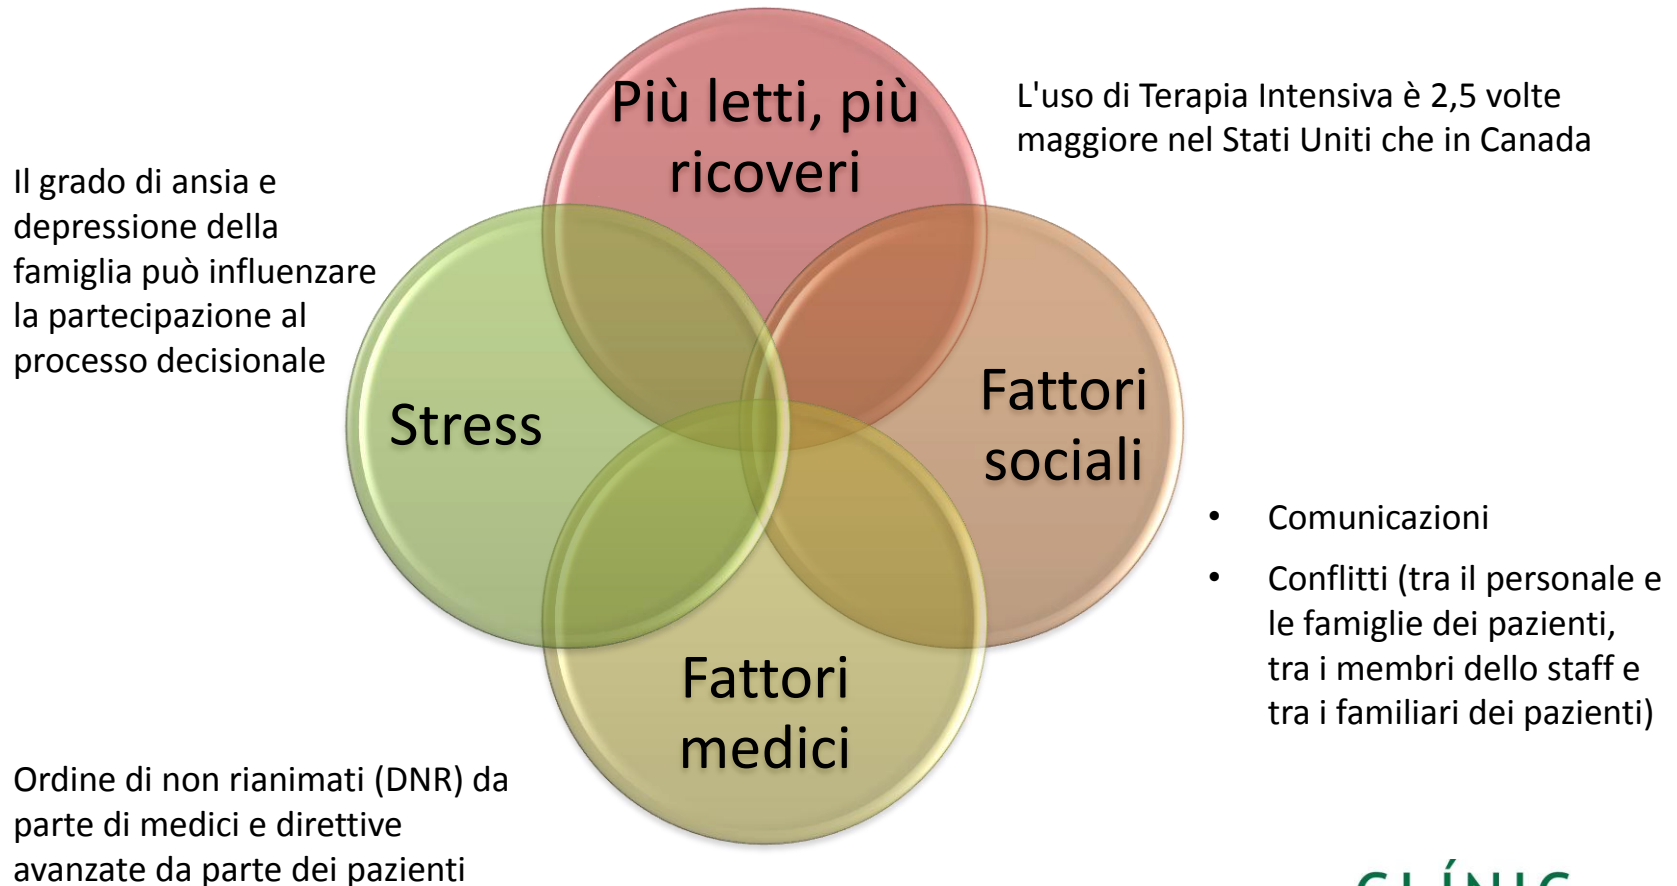 Più letti, più
ricoveri
L'uso di Terapia Intensiva è 2,5 volte
maggiore nel Stati Uniti che in Canada
Il grado di ansia e
depressione della
famiglia può influenzare
la partecipazione al
processo decisionale
Stress
Fattori
sociali
• Comunicazioni
• Conflitti (tra il personale e
le famiglie dei pazienti,
tra i membri dello staff e
tra i familiari dei pazienti)
Fattori
medici
Ordine di non rianimati (DNR) da
parte di medici e direttive
avanzate da parte dei pazienti
CLÍNIC